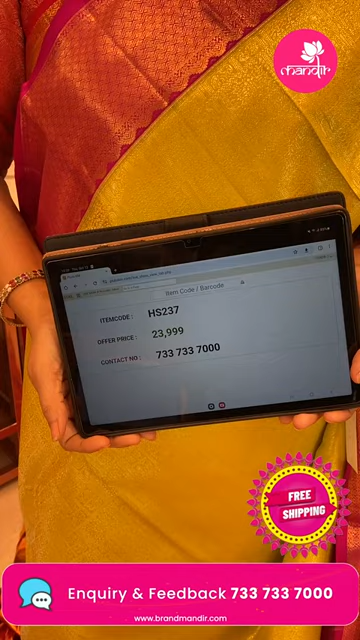 mandir
Item Code / Barcode
ITEMCODE : HS237
OFFER PRICE : 23,999
CONTACT NO : 733 733 7000
FREE
SHIPPING
Enquiry & Feedback 733 733 7000
www.brandmandir.com